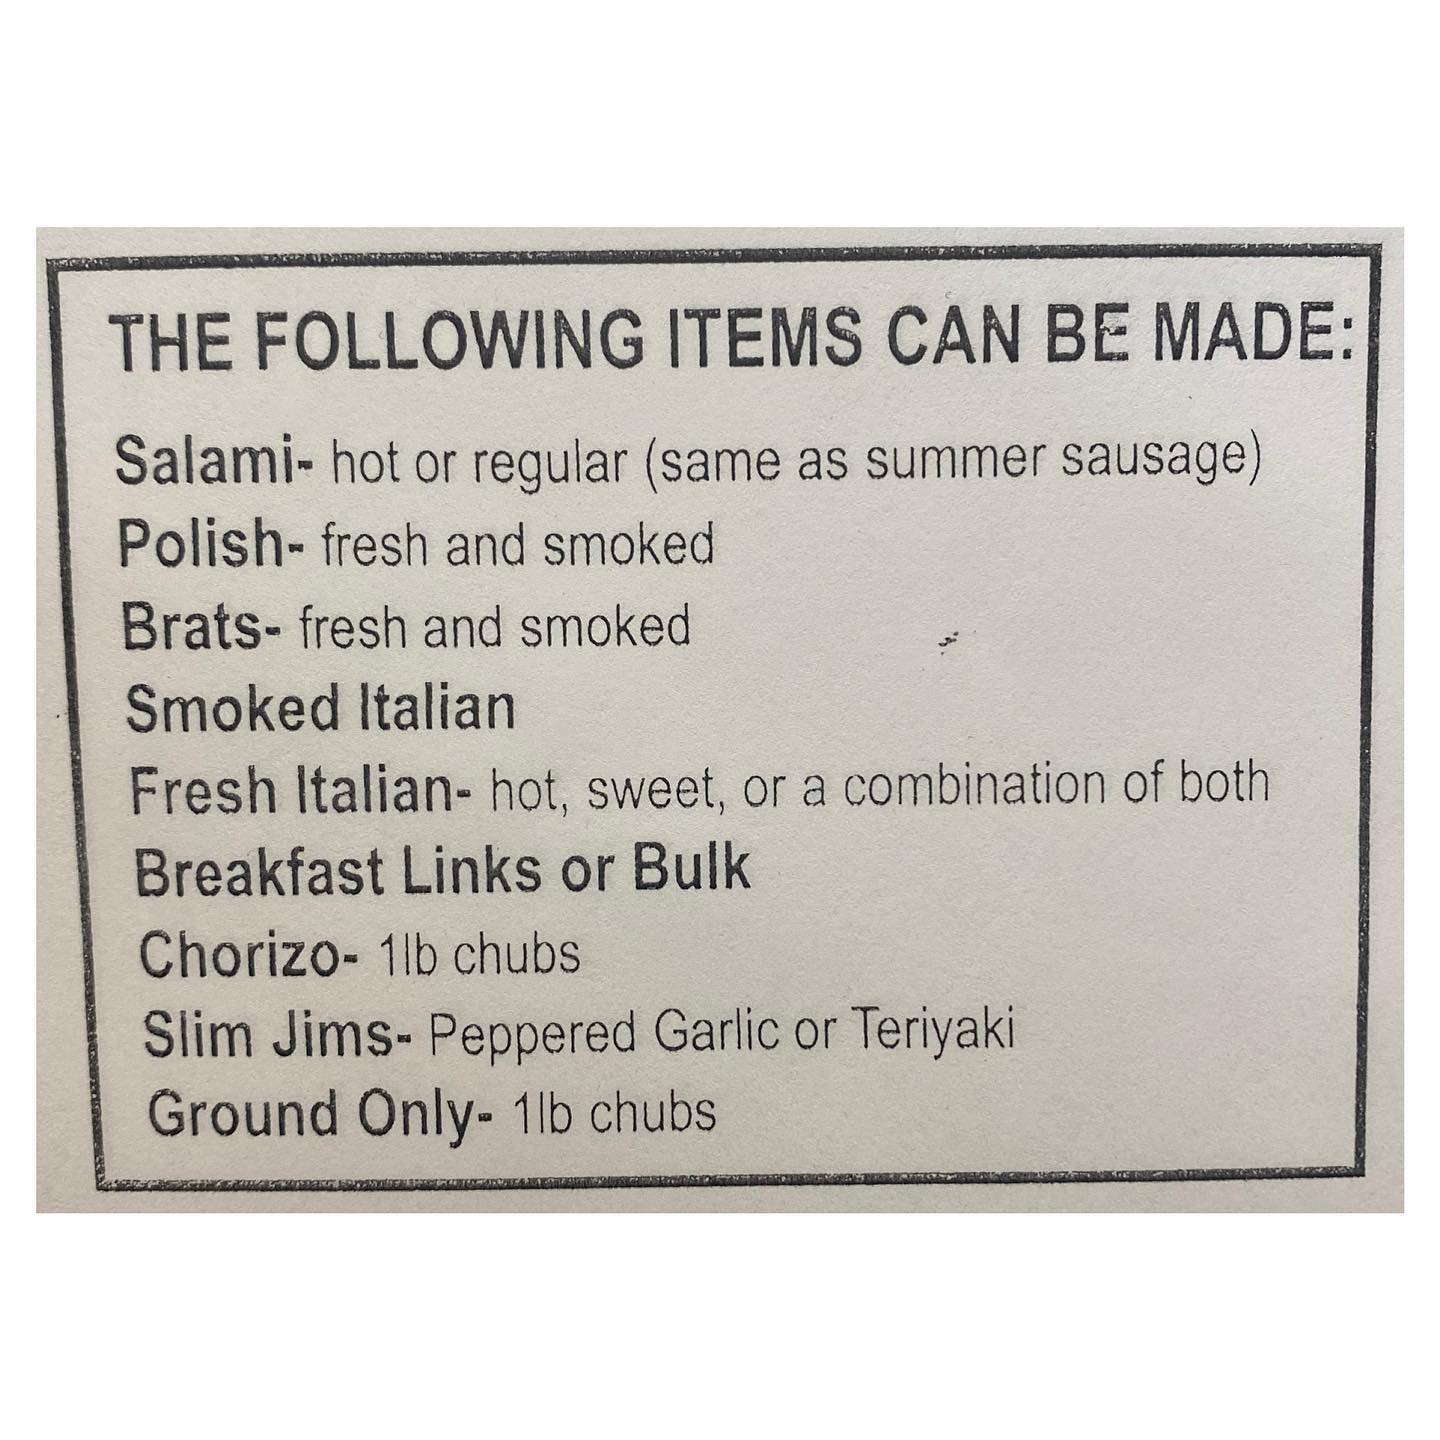 THE FOLLOWING ITEMS CAN BE MADE:
Salami- hot or regular (same as summer sausage)
Polish- fresh and smoked
Brats- fresh and smoked
Smoked Italian
Fresh Italian- hot, sweet, or a combination of both
Breakfast Links or Bulk
Chorizo- 1lb chubs
Slim Jims- Peppered Garlic or Teriyaki
Ground Only- 1lb chubs